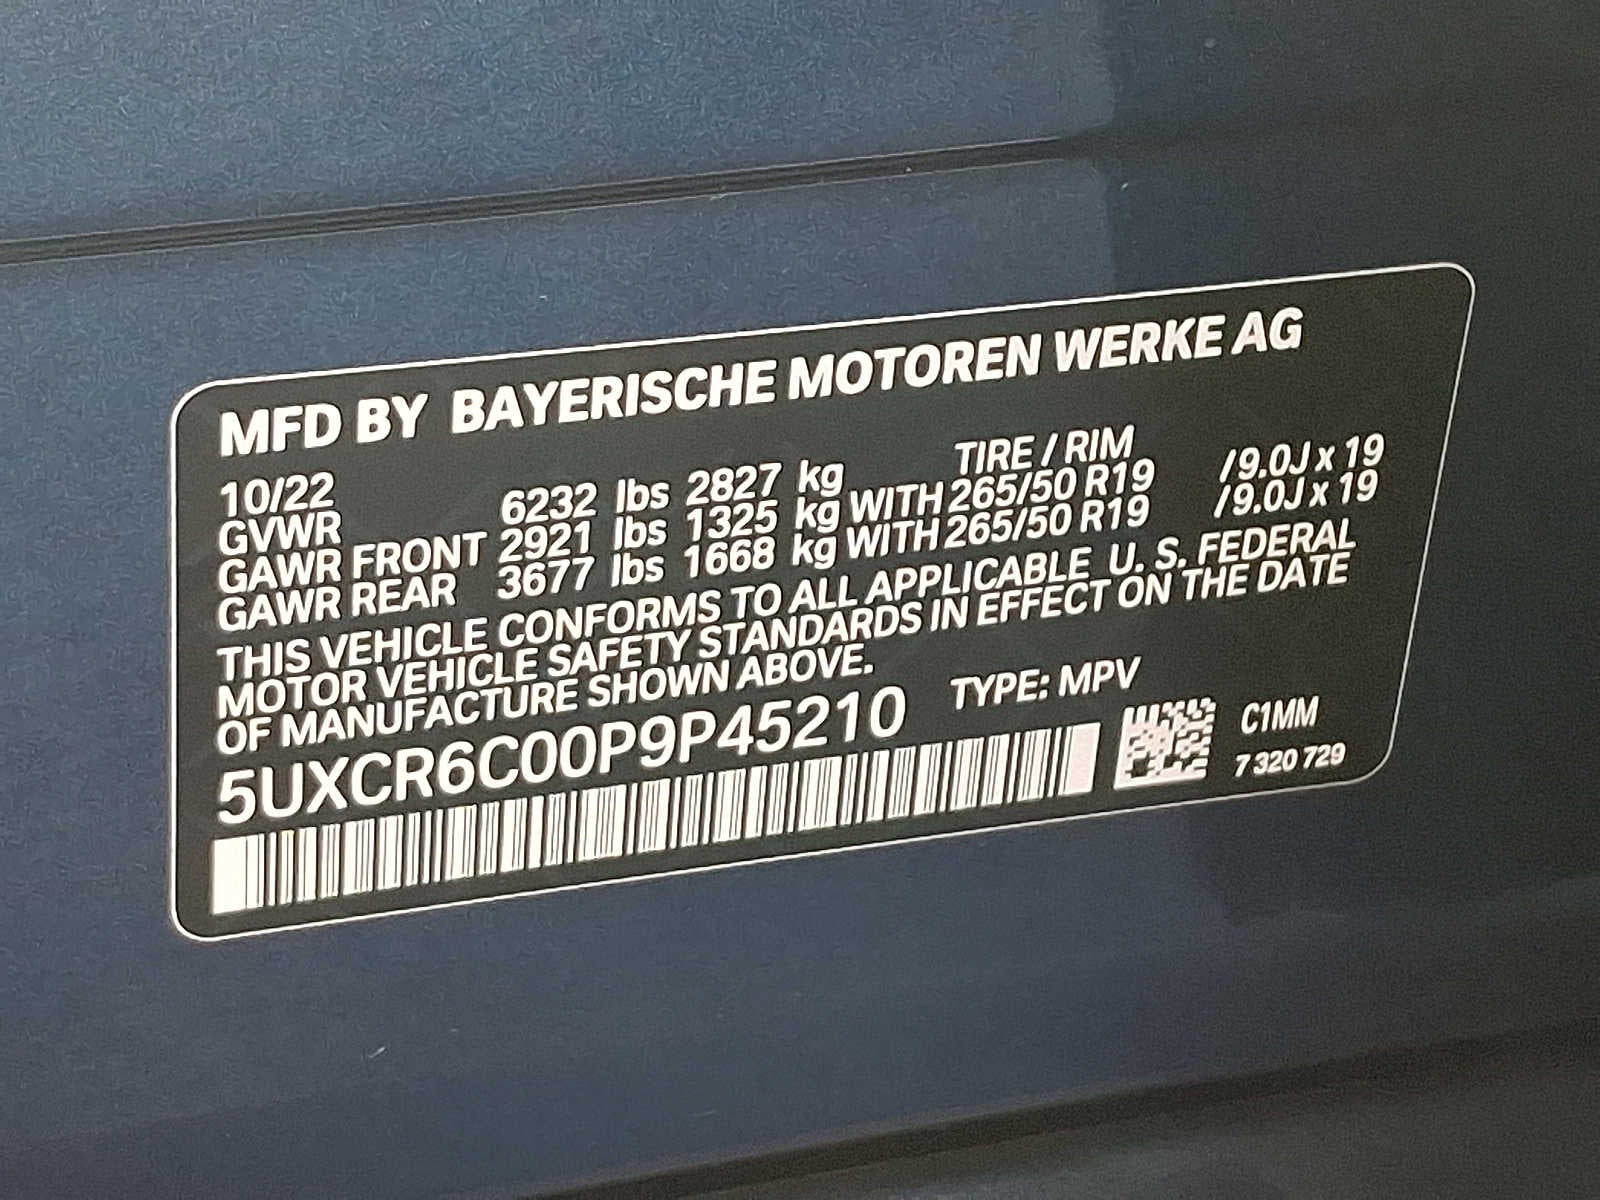 MFD BY BAYERISCHE MOTOREN WERKE AG
10/22 TIRE / RIM
GVWR 6232 lbs 2827 kg
GAWR FRONT 2921 lbs 1325 kg WITH 265/50 R19 /9.0J x 19
GAWR REAR 3677 lbs 1668 kg WITH 265/50 R19 /9.0J x 19
THIS VEHICLE CONFORMS TO ALL APPLICABLE U. S. FEDERAL
MOTOR VEHICLE SAFETY STANDARDS IN EFFECT ON THE DATE
OF MANUFACTURE SHOWN ABOVE.
5UXCR6C00P9P45210 TYPE: MPV
C1MM
7 320 729